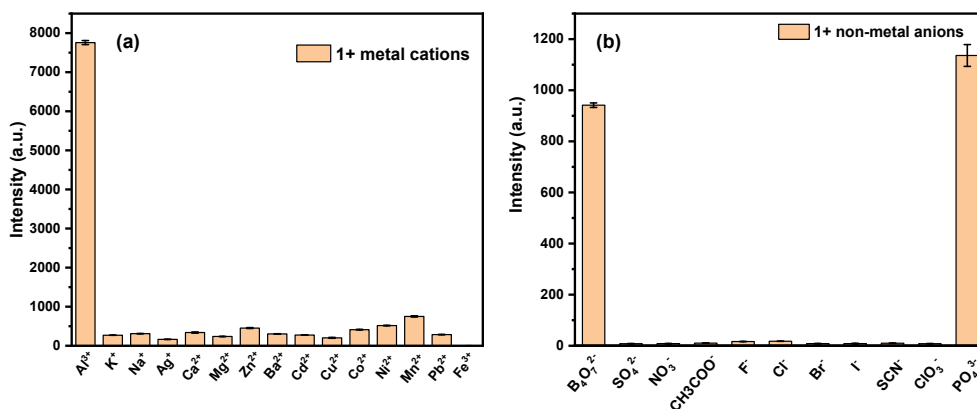 (a)
1+ metal cations
Intensity (a.u.)
8000
7000
6000
5000
4000
3000
2000
1000
0
Al³⁺ K⁺ Na⁺ Ag⁺ Ca²⁺ Mg²⁺ Zn²⁺ Ba²⁺ Cd²⁺ Cu²⁺ Co²⁺ Ni²⁺ Mn²⁺ Pb²⁺ Fe³⁺
(b)
1+ non-metal anions
Intensity (a.u.)
1200
1000
800
600
400
200
0
B₄O₇²⁻ SO₄²⁻ NO₃⁻ CH3COO⁻ F⁻ Cl⁻ Br⁻ I⁻ SCN⁻ ClO₃⁻ PO₄³⁻